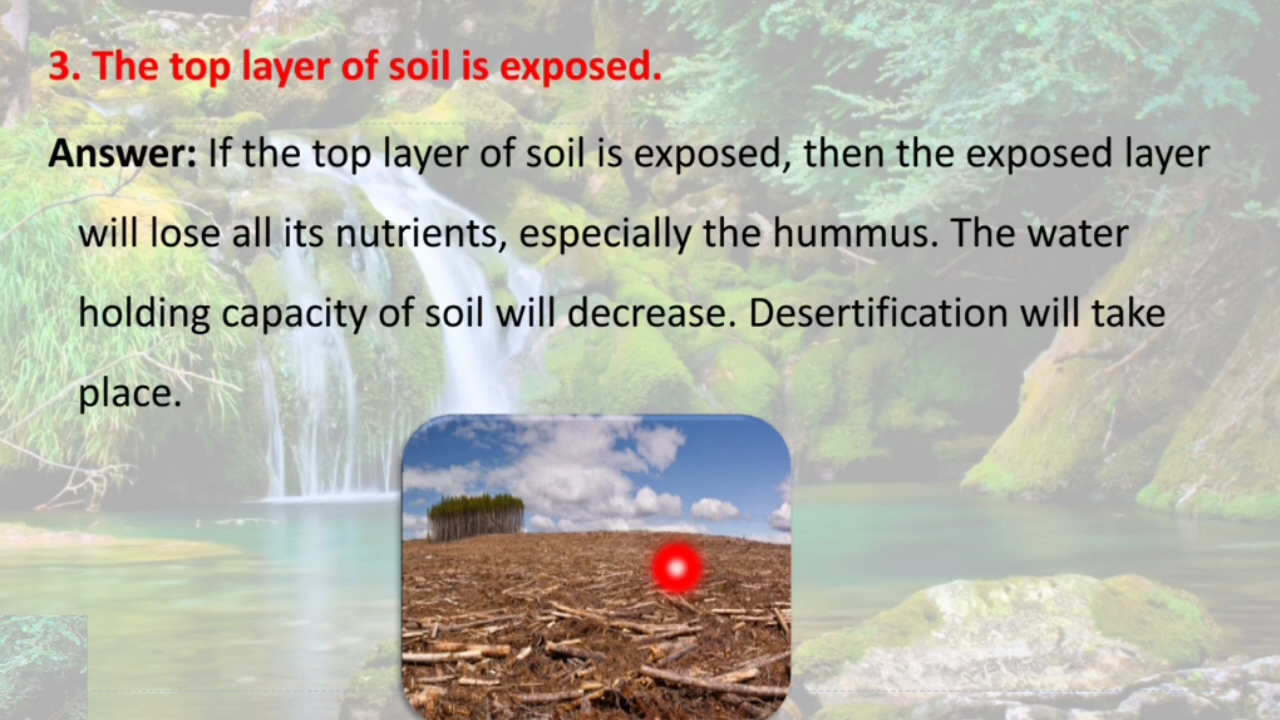 3. The top layer of soil is exposed.
Answer: If the top layer of soil is exposed, then the exposed layer
will lose all its nutrients, especially the hummus. The water
holding capacity of soil will decrease. Desertification will take
place.